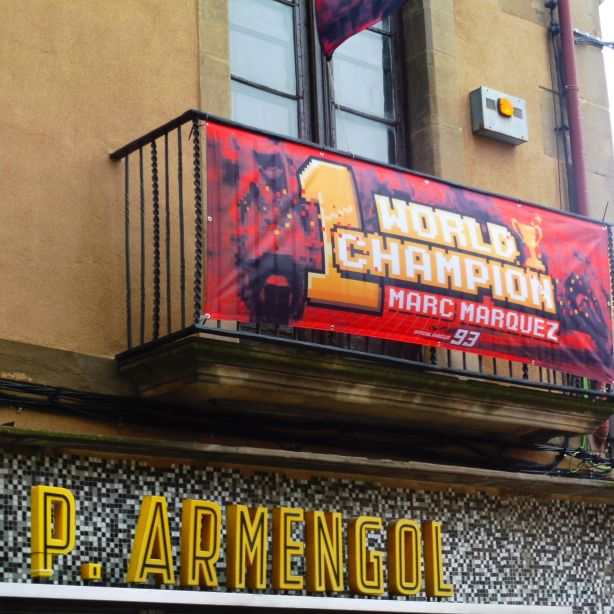 1
WORLD
CHAMPION
MARC MARQUEZ
93
P. ARMENGOL